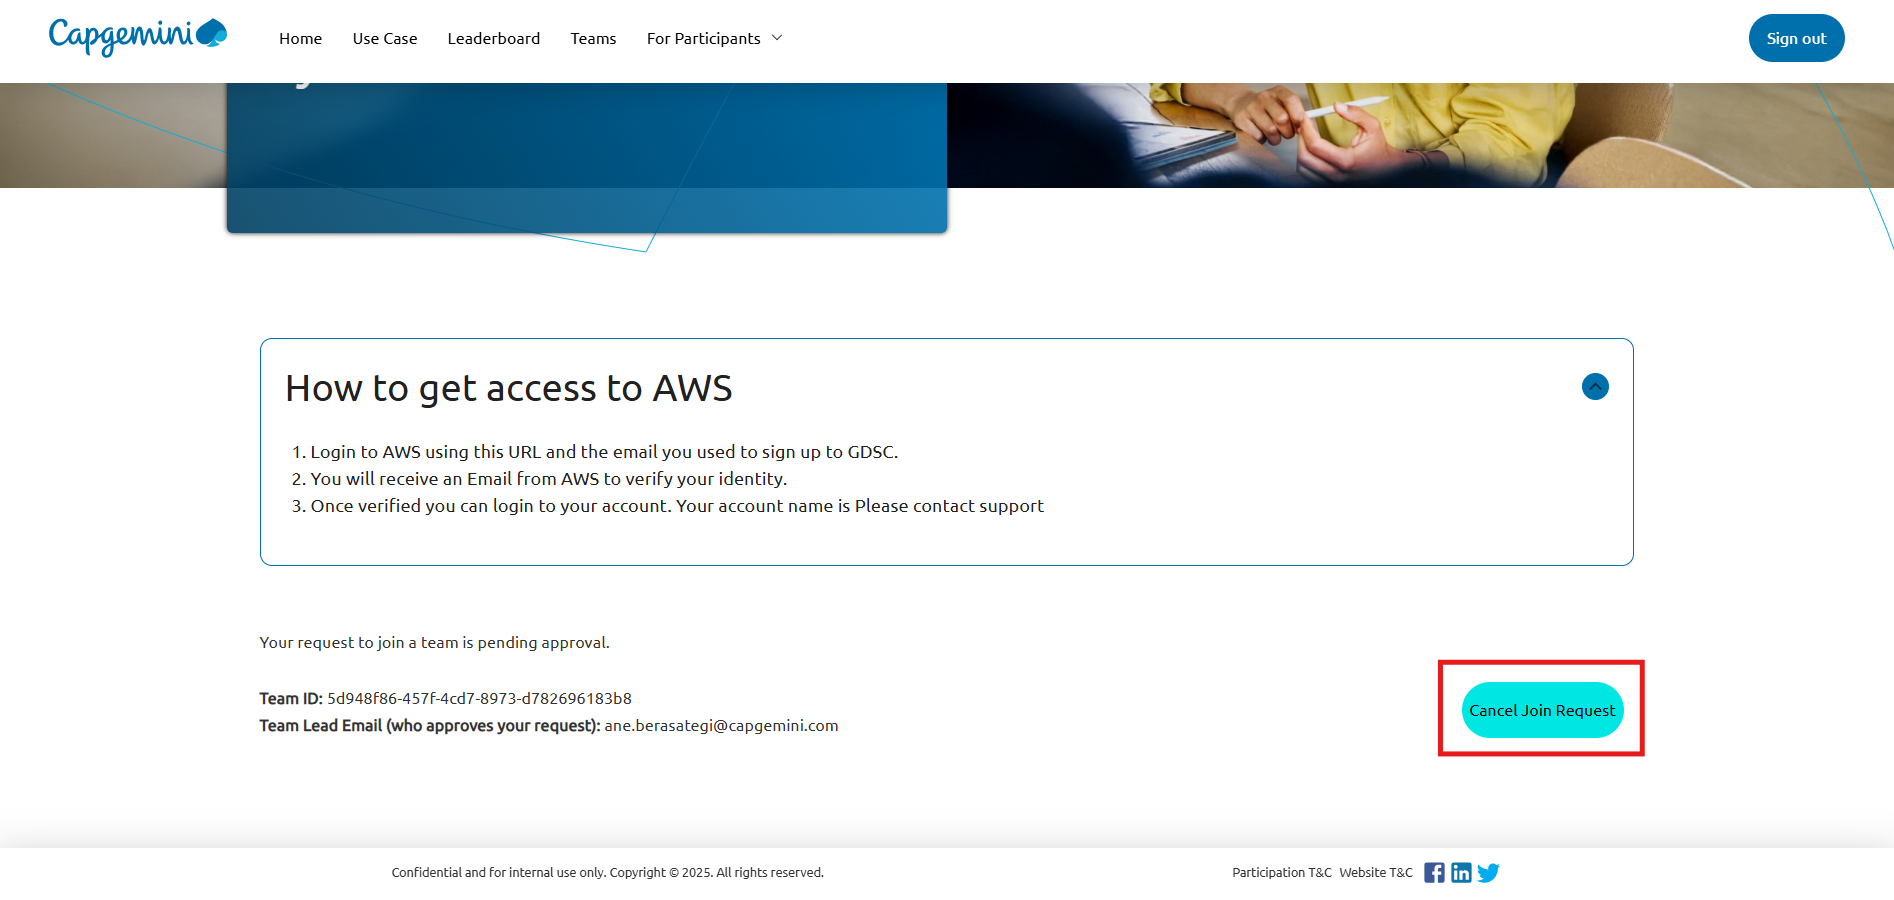 Capgemini
Home Use Case Leaderboard Teams For Participants
Sign out
How to get access to AWS
1. Login to AWS using this URL and the email you used to sign up to GDSC.
2. You will receive an Email from AWS to verify your identity.
3. Once verified you can login to your account. Your account name is Please contact support
Your request to join a team is pending approval.
Team ID: 5d948f86-457f-4cd7-8973-d782696183b8
Team Lead Email (who approves your request): ane.berasategi@capgemini.com
Cancel Join Request
Confidential and for internal use only. Copyright © 2025. All rights reserved.
Participation T&C Website T&C